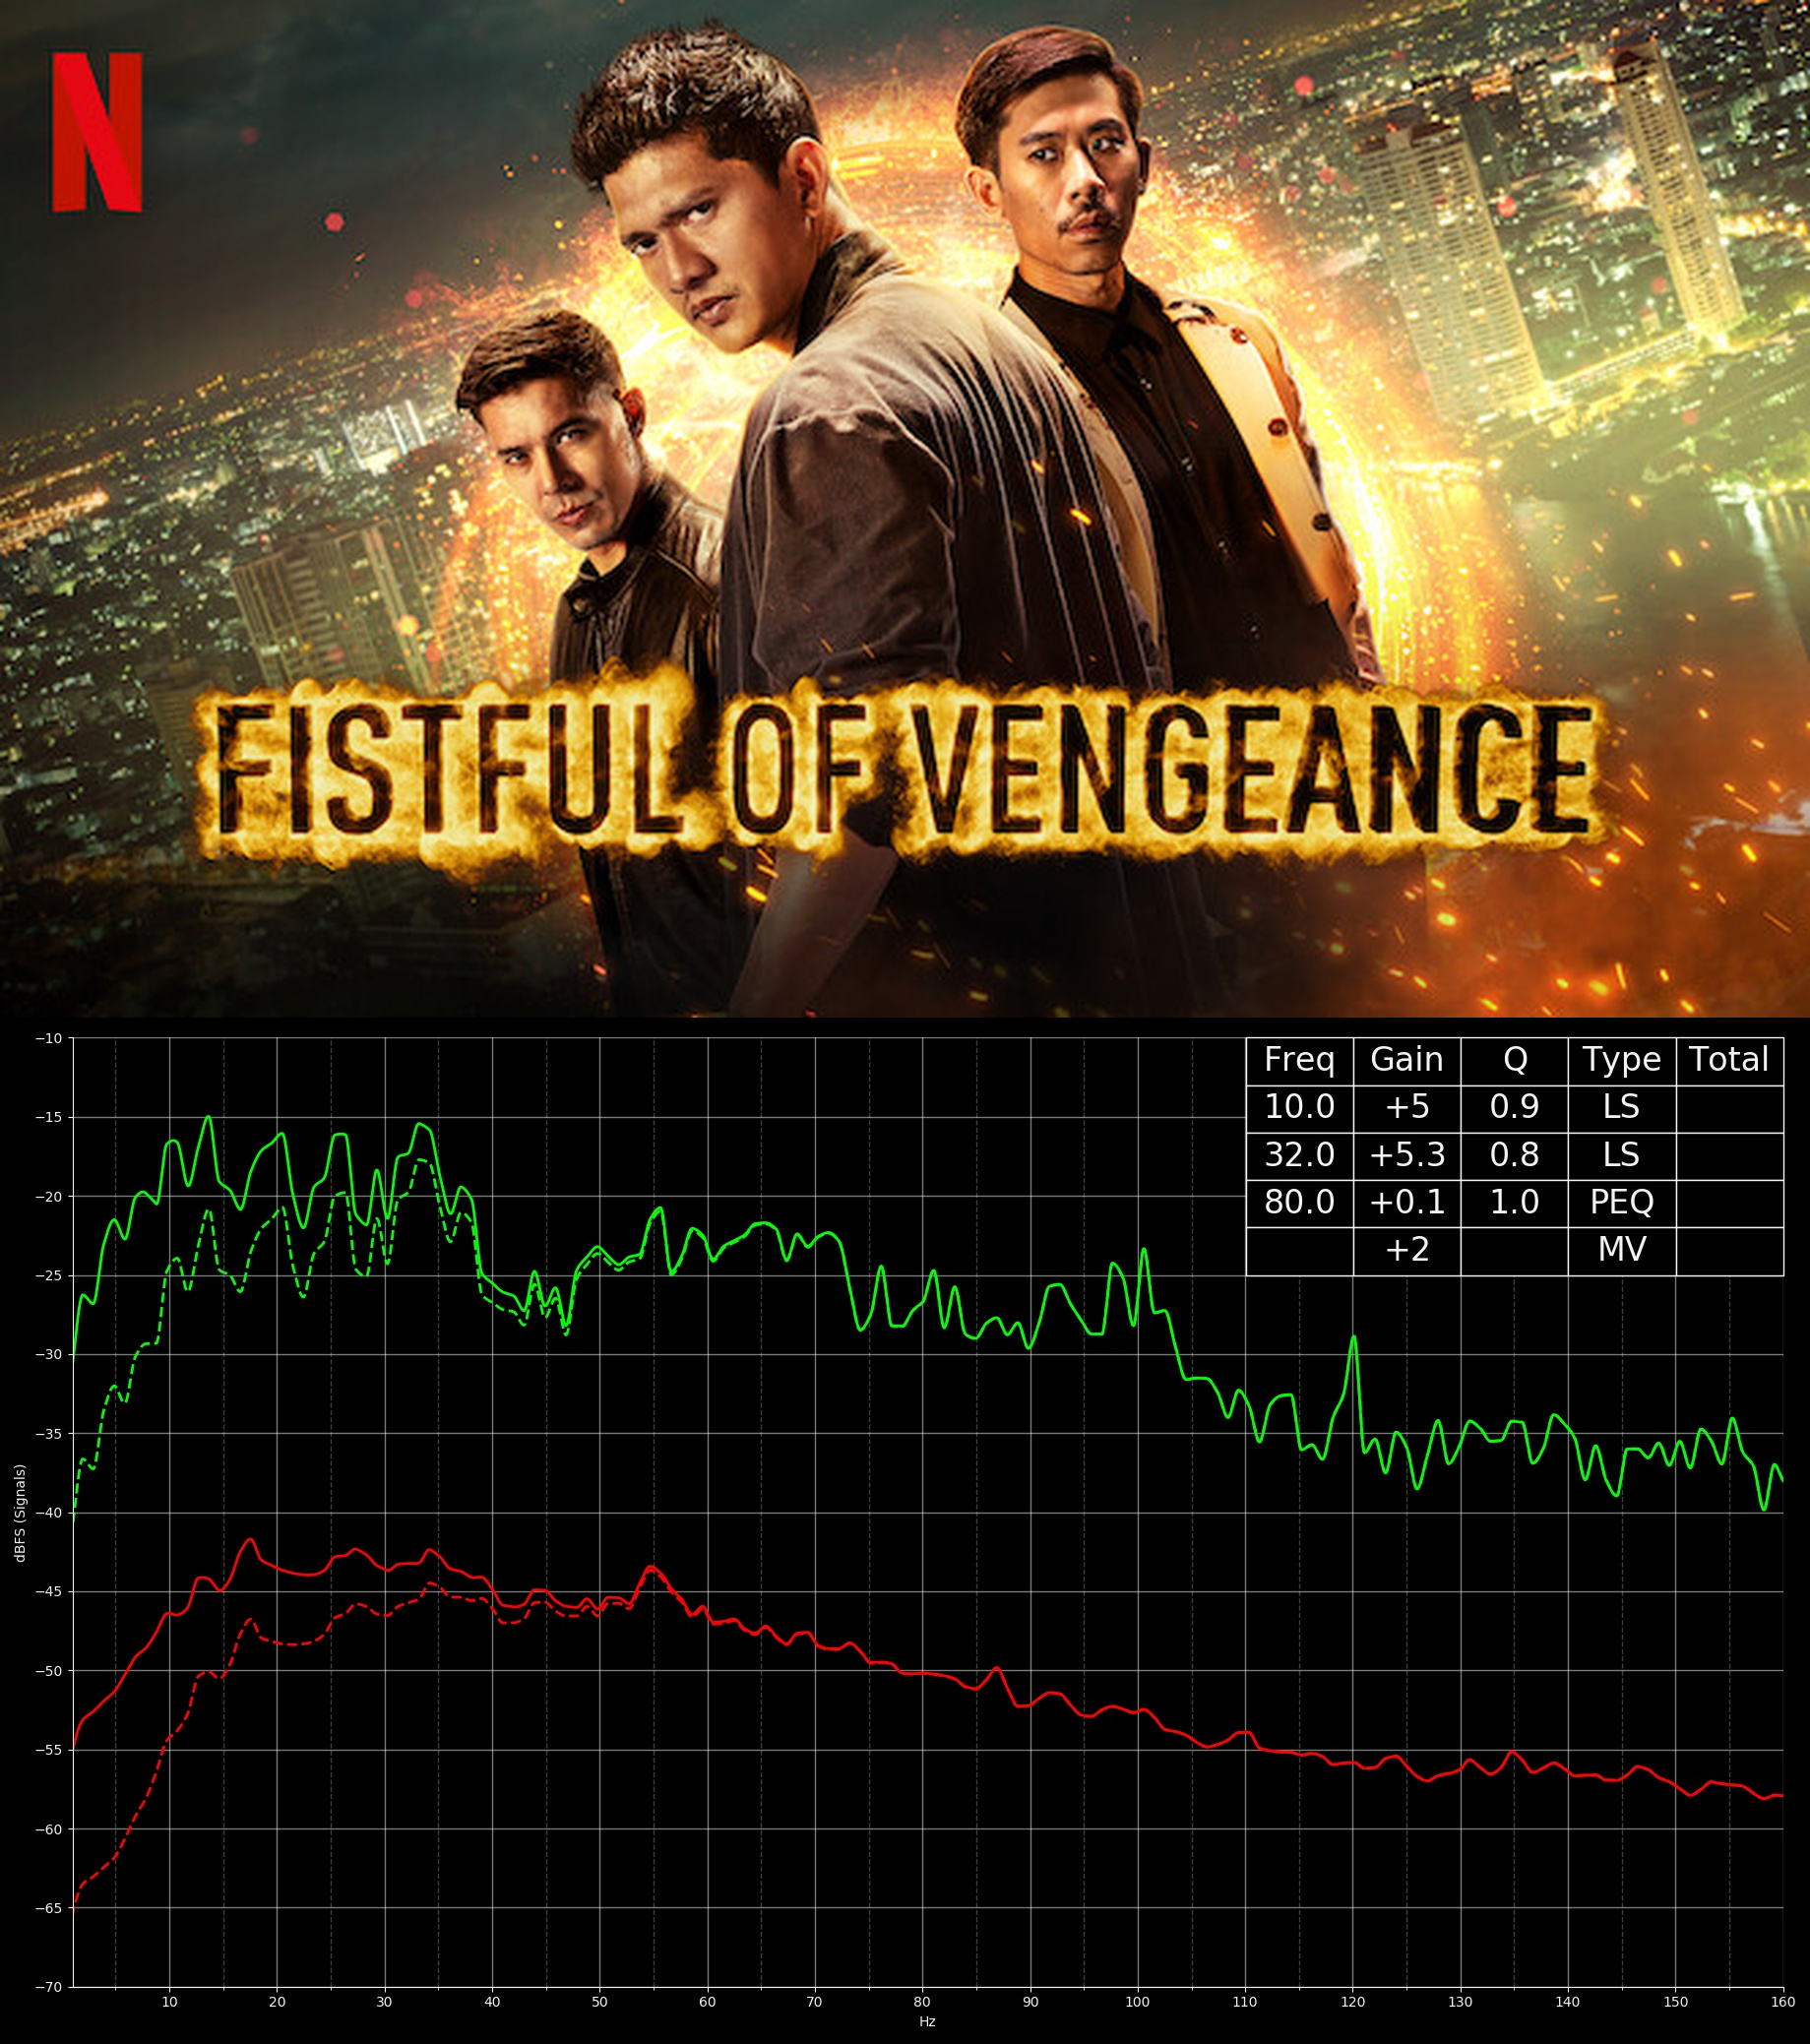 N
FISTFUL OF VENGEANCE
Freq Gain Q Type Total
10.0 +5 0.9 LS
32.0 +5.3 0.8 LS
80.0 +0.1 1.0 PEQ
+2 MV
−10
−15
−20
−25
−30
−35
−40
−45
−50
−55
−60
−65
−70
dBFS (Signals)
10 20 30 40 50 60 70 80 90 100 110 120 130 140 150 160
Hz